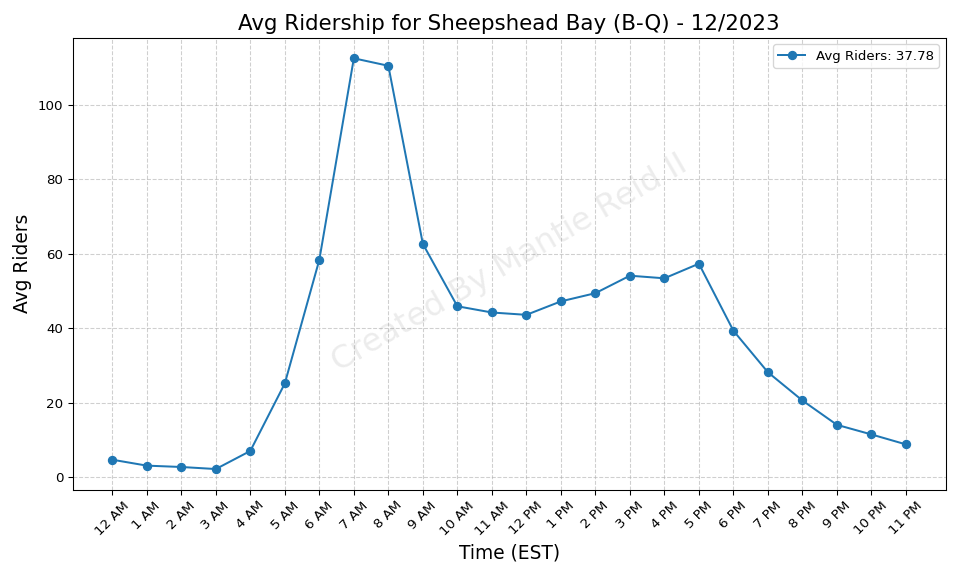 Avg Ridership for Sheepshead Bay (B-Q) - 12/2023
Avg Riders: 37.78
100
80
60
40
20
0
Avg Riders
Created By Mantie Reid II
12 AM
1 AM
2 AM
3 AM
4 AM
5 AM
6 AM
7 AM
8 AM
9 AM
10 AM
11 AM
12 PM
1 PM
2 PM
3 PM
4 PM
5 PM
6 PM
7 PM
8 PM
9 PM
10 PM
11 PM
Time (EST)